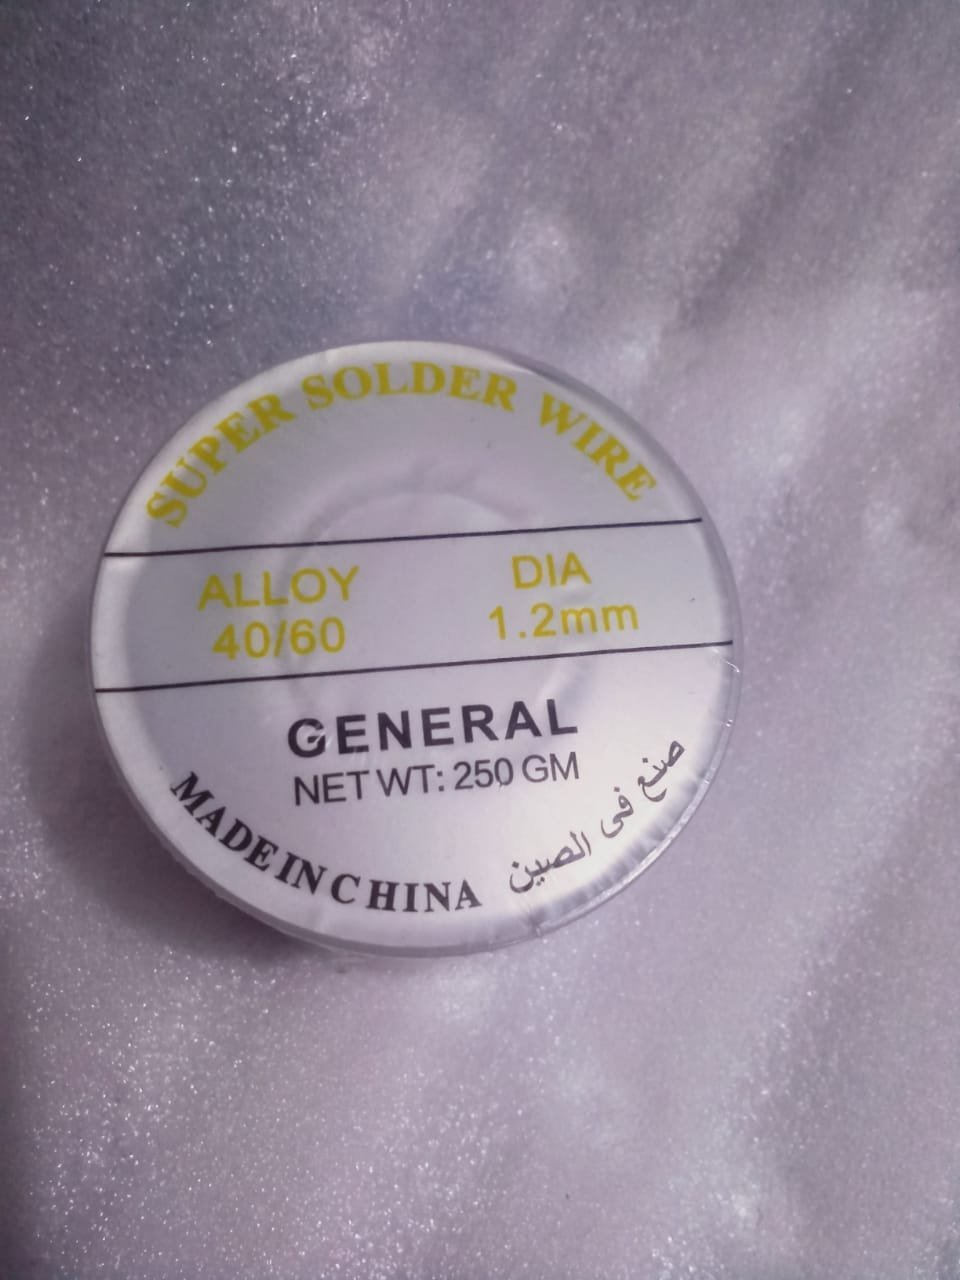 SUPER SOLDER WIRE
ALLOY
40/60
DIA
1.2mm
GENERAL
NET WT: 250 GM
MADE IN CHINA
صنع فى الصين